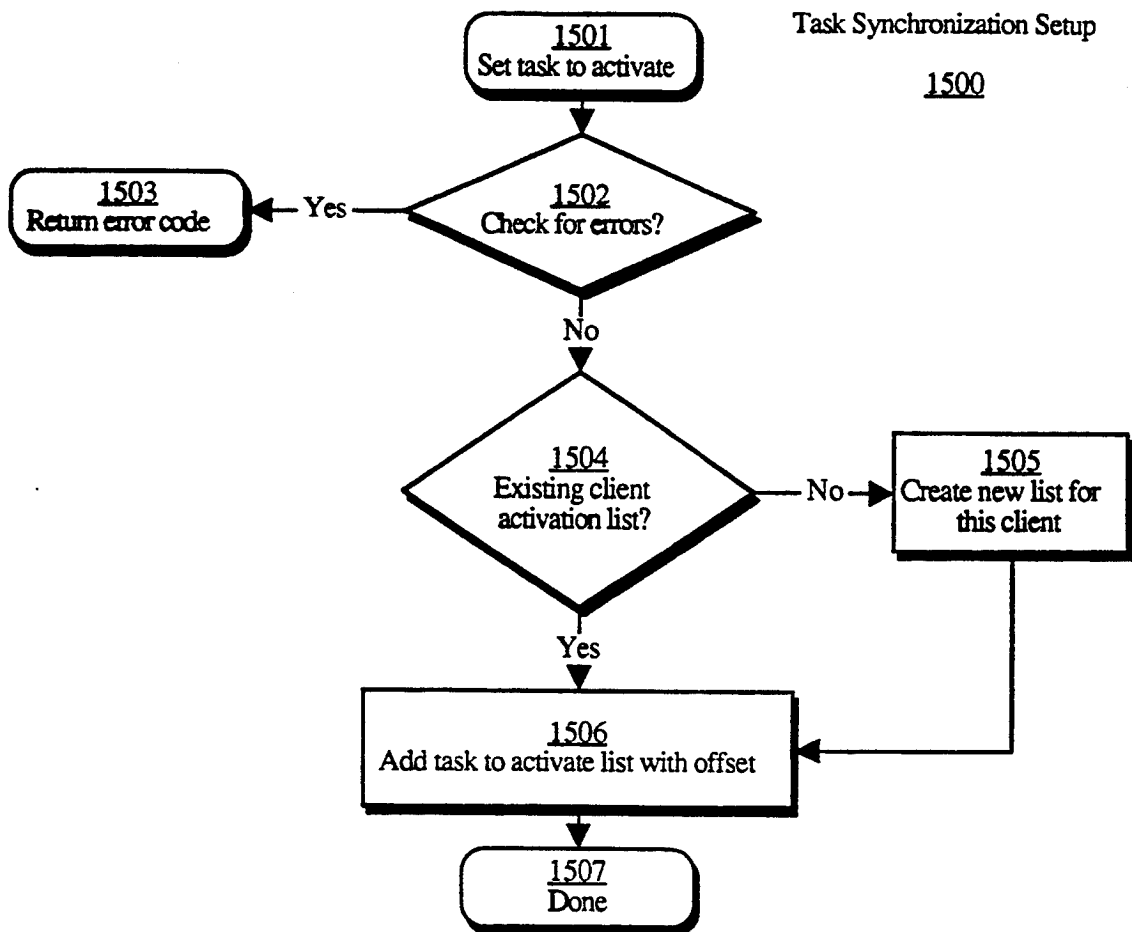 Task Synchronization Setup
1500
1501
Set task to activate
1502
Check for errors?
Yes
1503
Return error code
No
1504
Existing client
activation list?
No
1505
Create new list for
this client
Yes
1506
Add task to activate list with offset
1507
Done